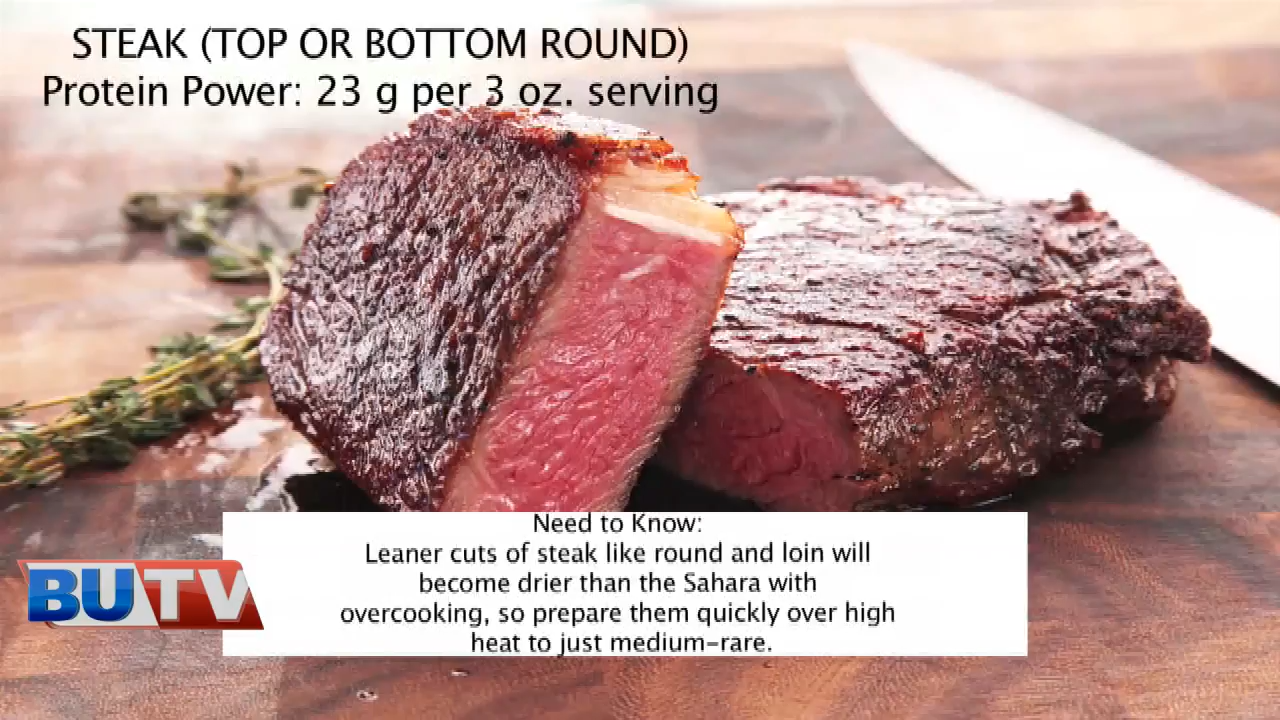 STEAK (TOP OR BOTTOM ROUND)
Protein Power: 23 g per 3 oz. serving
Need to Know:
Leaner cuts of steak like round and loin will
become drier than the Sahara with
overcooking, so prepare them quickly over high
heat to just medium-rare.
BUTV